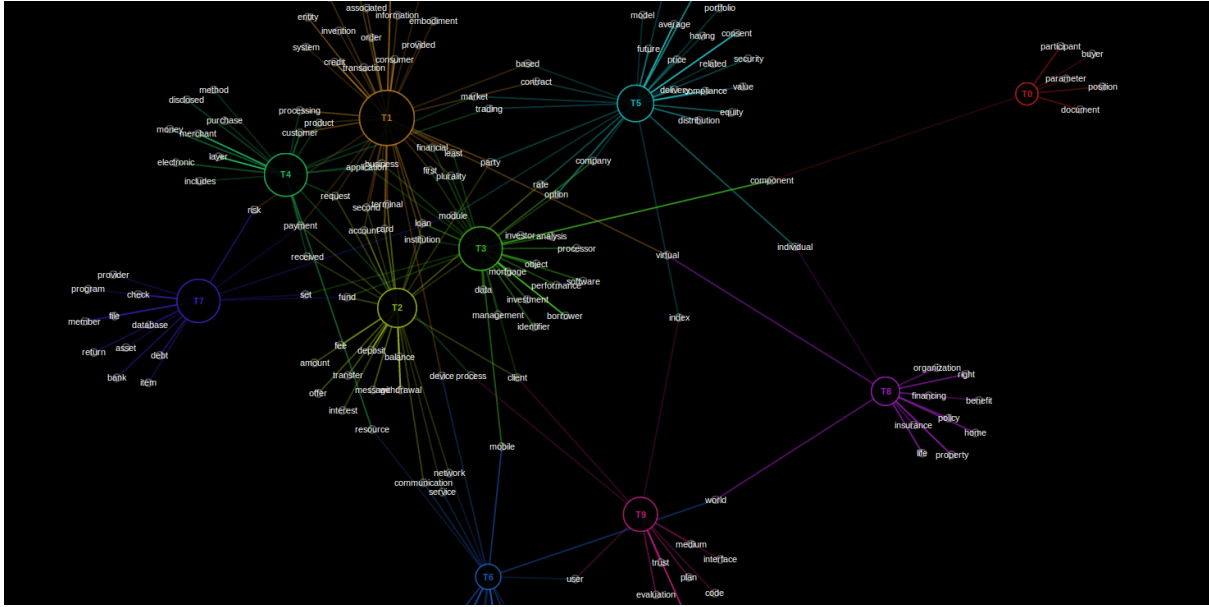 associated
information
entity
embodiment
invention
order
system
provided
credit
consumer
transaction
model
portfolio
average
having
consent
future
price
related
security
based
contract
delivery
compliance
value
market
trading
equity
distribution
T5
participant
buyer
parameter
position
T0
document
method
disclosed
processing
T1
purchase
product
money
merchant
customer
layer
electronic
includes
T4
financial
least
business
application
first
plurality
party
company
component
request
rate
option
second
terminal
risk
module
loan
payment
account
card
institution
investor
analysis
T3
processor
individual
virtual
received
object
mortgage
provider
program
check
T7
set
fund
data
performance
software
investment
T2
member
file
database
management
borrower
identifier
index
return
asset
debt
fee
deposit
balance
amount
transfer
bank
item
device
process
client
offer
message
withdrawal
interest
resource
organization
right
T8
financing
benefit
policy
insurance
home
life
property
mobile
network
communication
service
world
T9
medium
interface
trust
T6
user
plan
evaluation
code